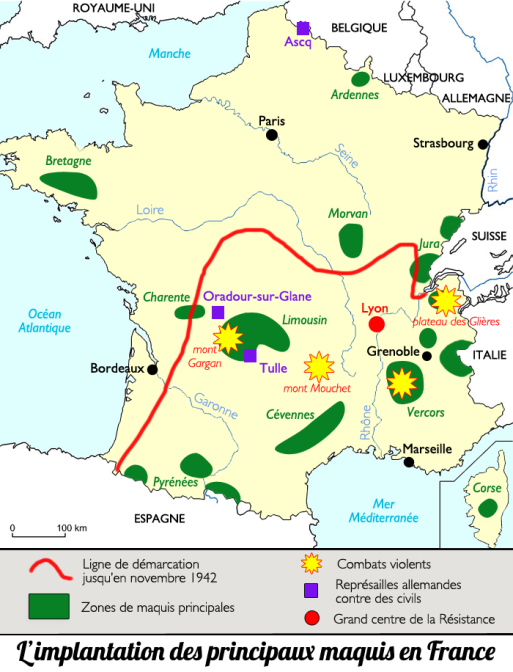 ROYAUME-UNI
BELGIQUE
Ascq
Manche
LUXEMBOURG
Ardennes
ALLEMAGNE
Paris
Strasbourg
Seine
Bretagne
Rhin
Loire
Morvan
Jura
SUISSE
Charente
Oradour-sur-Glane
Océan
Atlantique
Lyon
Limousin
plateau des Glières
mont
Gargan
Grenoble
ITALIE
Bordeaux
Tulle
mont Mouchet
Garonne
Cévennes
Vercors
Rhône
Marseille
Pyrénées
Corse
Mer
Méditerranée
0 100 km
ESPAGNE
Ligne de démarcation
jusqu'en novembre 1942
Zones de maquis principales
Combats violents
Représailles allemandes
contre des civils
Grand centre de la Résistance
L'implantation des principaux maquis en France